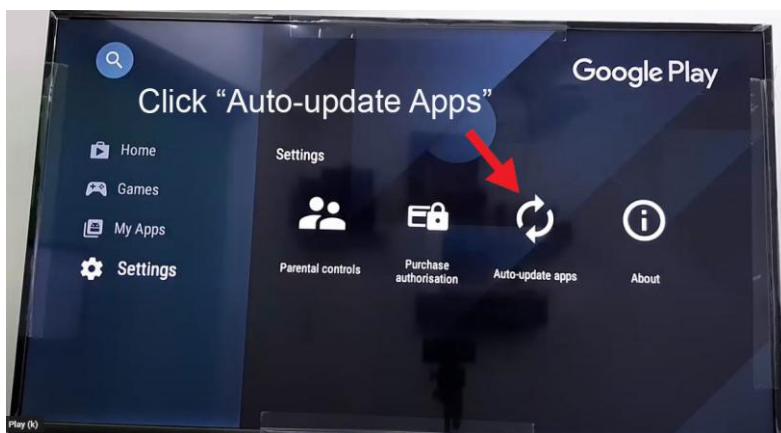 Google Play
Click “Auto-update Apps”
Home
Games
My Apps
Settings
Settings
Parental controls
Purchase
authorisation
Auto-update apps
About
Play (k)